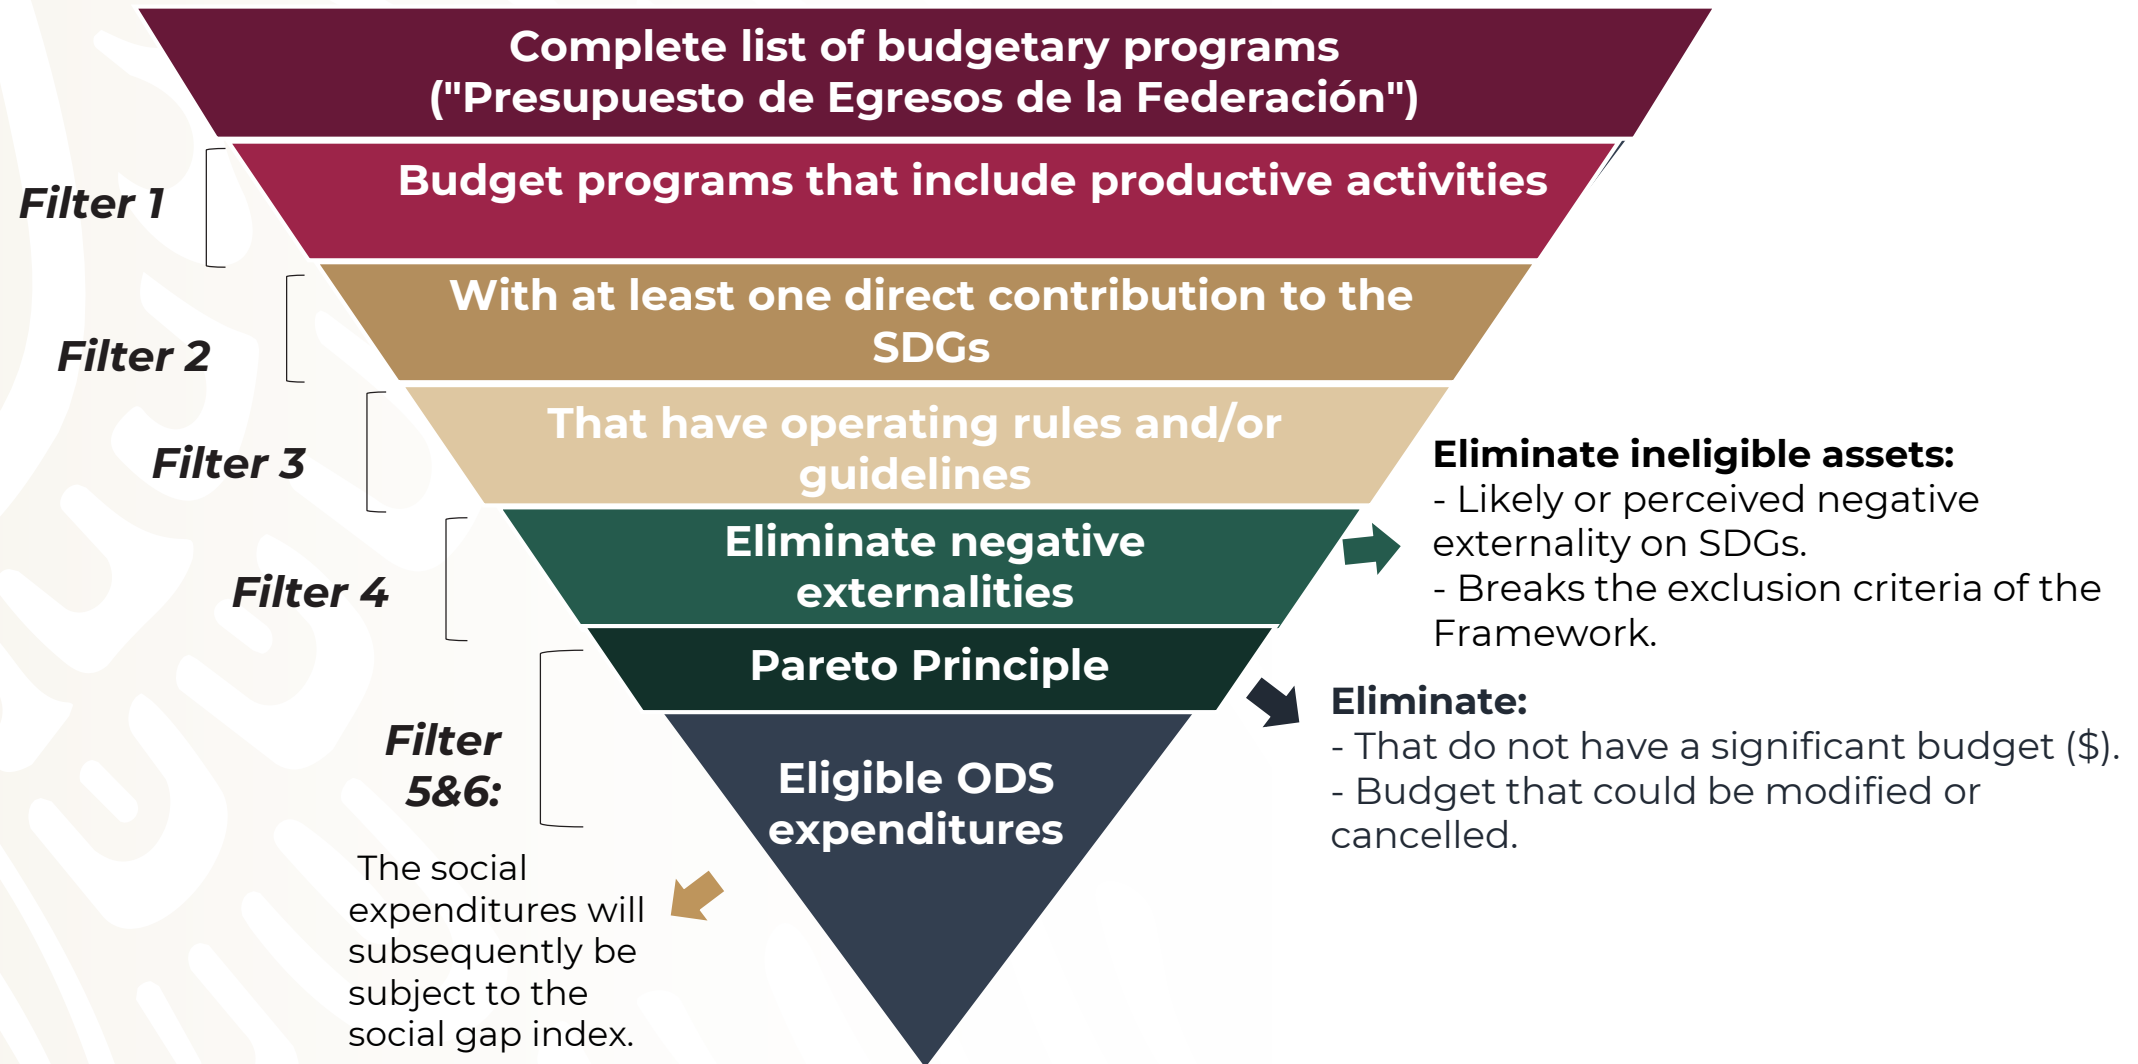 Complete list of budgetary programs
("Presupuesto de Egresos de la Federación")
Filter 1
Budget programs that include productive activities
Filter 2
With at least one direct contribution to the
SDGs
Filter 3
That have operating rules and/or
guidelines
Filter 4
Eliminate negative
externalities
Eliminate ineligible assets:
- Likely or perceived negative
externality on SDGs.
- Breaks the exclusion criteria of the
Framework.
Filter
5&6:
Pareto Principle
Eliminate:
- That do not have a significant budget ($).
- Budget that could be modified or
cancelled.
Eligible ODS
expenditures
The social
expenditures will
subsequently be
subject to the
social gap index.